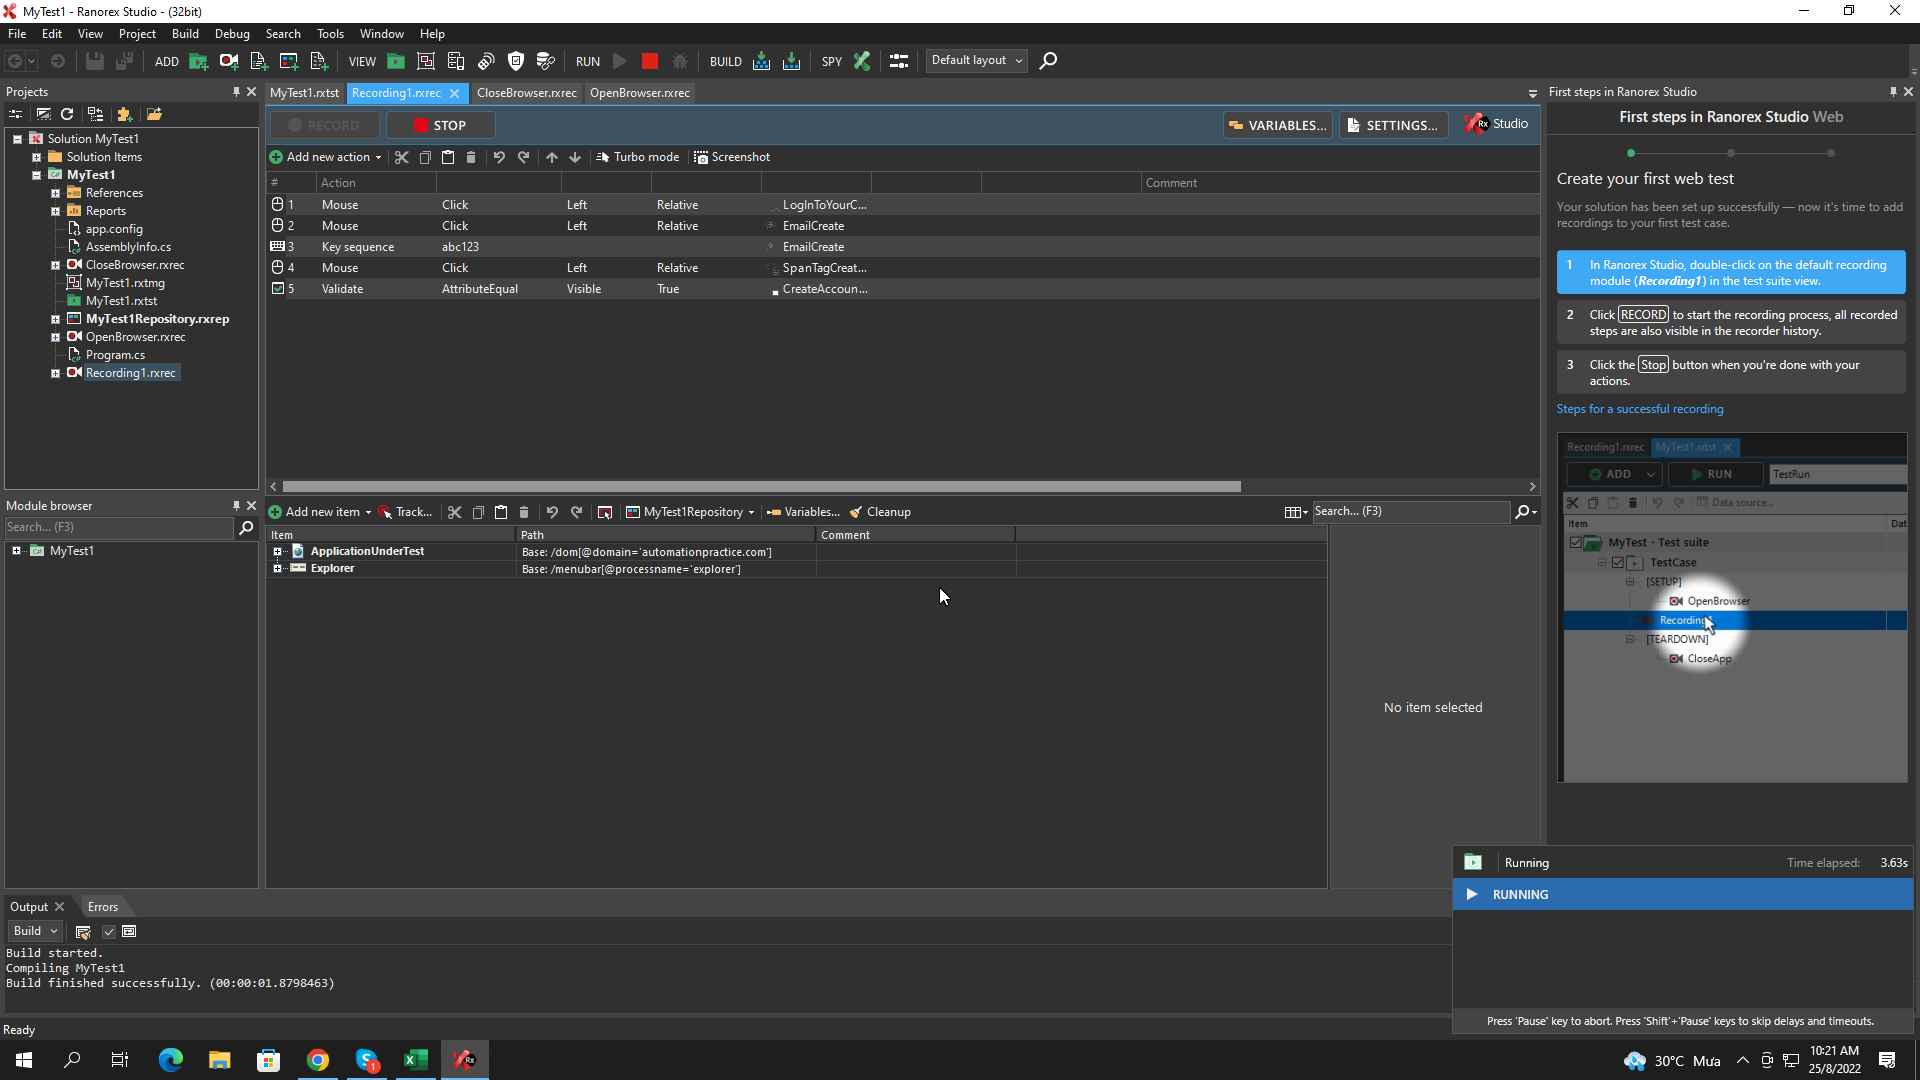 MyTest1 - Ranorex Studio - (32bit)
File Edit View Project Build Debug Search Tools Window Help
ADD VIEW RUN BUILD SPY Default layout
Projects
Solution MyTest1
Solution Items
MyTest1
References
Reports
app.config
AssemblyInfo.cs
CloseBrowser.rxrec
MyTest1.rxtmg
MyTest1.rxtst
MyTest1Repository.rxrep
OpenBrowser.rxrec
Program.cs
Recording1.rxrec
Module browser
Search... (F3)
MyTest1
MyTest1.rxtst Recording1.rxrec CloseBrowser.rxrec OpenBrowser.rxrec
RECORD STOP VARIABLES... SETTINGS... Rx Studio
Add new action Turbo mode Screenshot
# Action Comment
1 Mouse Click Left Relative LogInToYourC...
2 Mouse Click Left Relative EmailCreate
3 Key sequence abc123 EmailCreate
4 Mouse Click Left Relative SpanTagCreat...
5 Validate AttributeEqual Visible True CreateAccoun...
Add new item Track... MyTest1Repository Variables... Cleanup Search... (F3)
Item Path Comment
ApplicationUnderTest Base: /dom[@domain='automationpractice.com']
Explorer Base: /menubar[@processname='explorer']
No item selected
First steps in Ranorex Studio
First steps in Ranorex Studio Web
Create your first web test
Your solution has been set up successfully — now it's time to add
recordings to your first test case.
1 In Ranorex Studio, double-click on the default recording
module (Recording1) in the test suite view.
2 Click RECORD to start the recording process, all recorded
steps are also visible in the recorder history.
3 Click the Stop button when you're done with your
actions.
Steps for a successful recording
Recording1.rxrec MyTest1.rxtst
ADD RUN TestRun
Data source...
Item Dat
MyTest - Test suite
TestCase
[SETUP]
OpenBrowser
Recording1
[TEARDOWN]
CloseApp
Running Time elapsed: 3.63s
RUNNING
Press 'Pause' key to abort. Press 'Shift'+'Pause' keys to skip delays and timeouts.
Output Errors
Build
Build started.
Compiling MyTest1
Build finished successfully. (00:00:01.8798463)
Ready
1
Rx
30°C Mưa
10:21 AM
25/8/2022